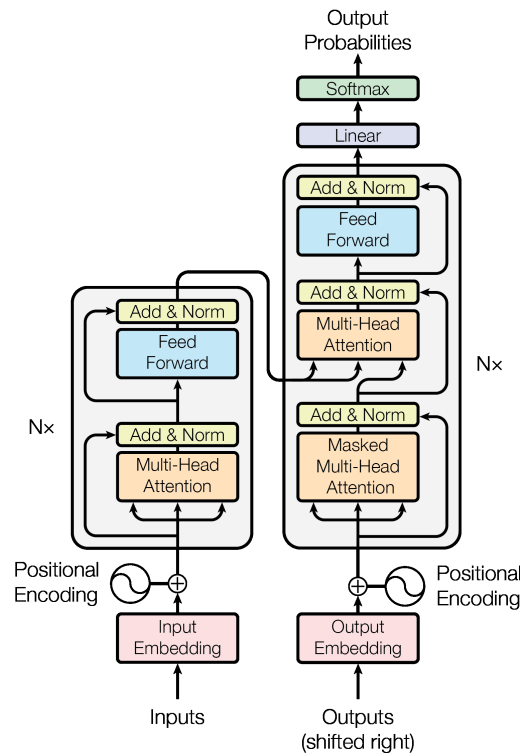 Output
Probabilities
Softmax
Linear
Add & Norm
Feed
Forward
Add & Norm
Multi-Head
Attention
Add & Norm
Masked
Multi-Head
Attention
N×
Positional
Encoding
Output
Embedding
Outputs
(shifted right)
Add & Norm
Feed
Forward
Add & Norm
Multi-Head
Attention
N×
Positional
Encoding
Input
Embedding
Inputs